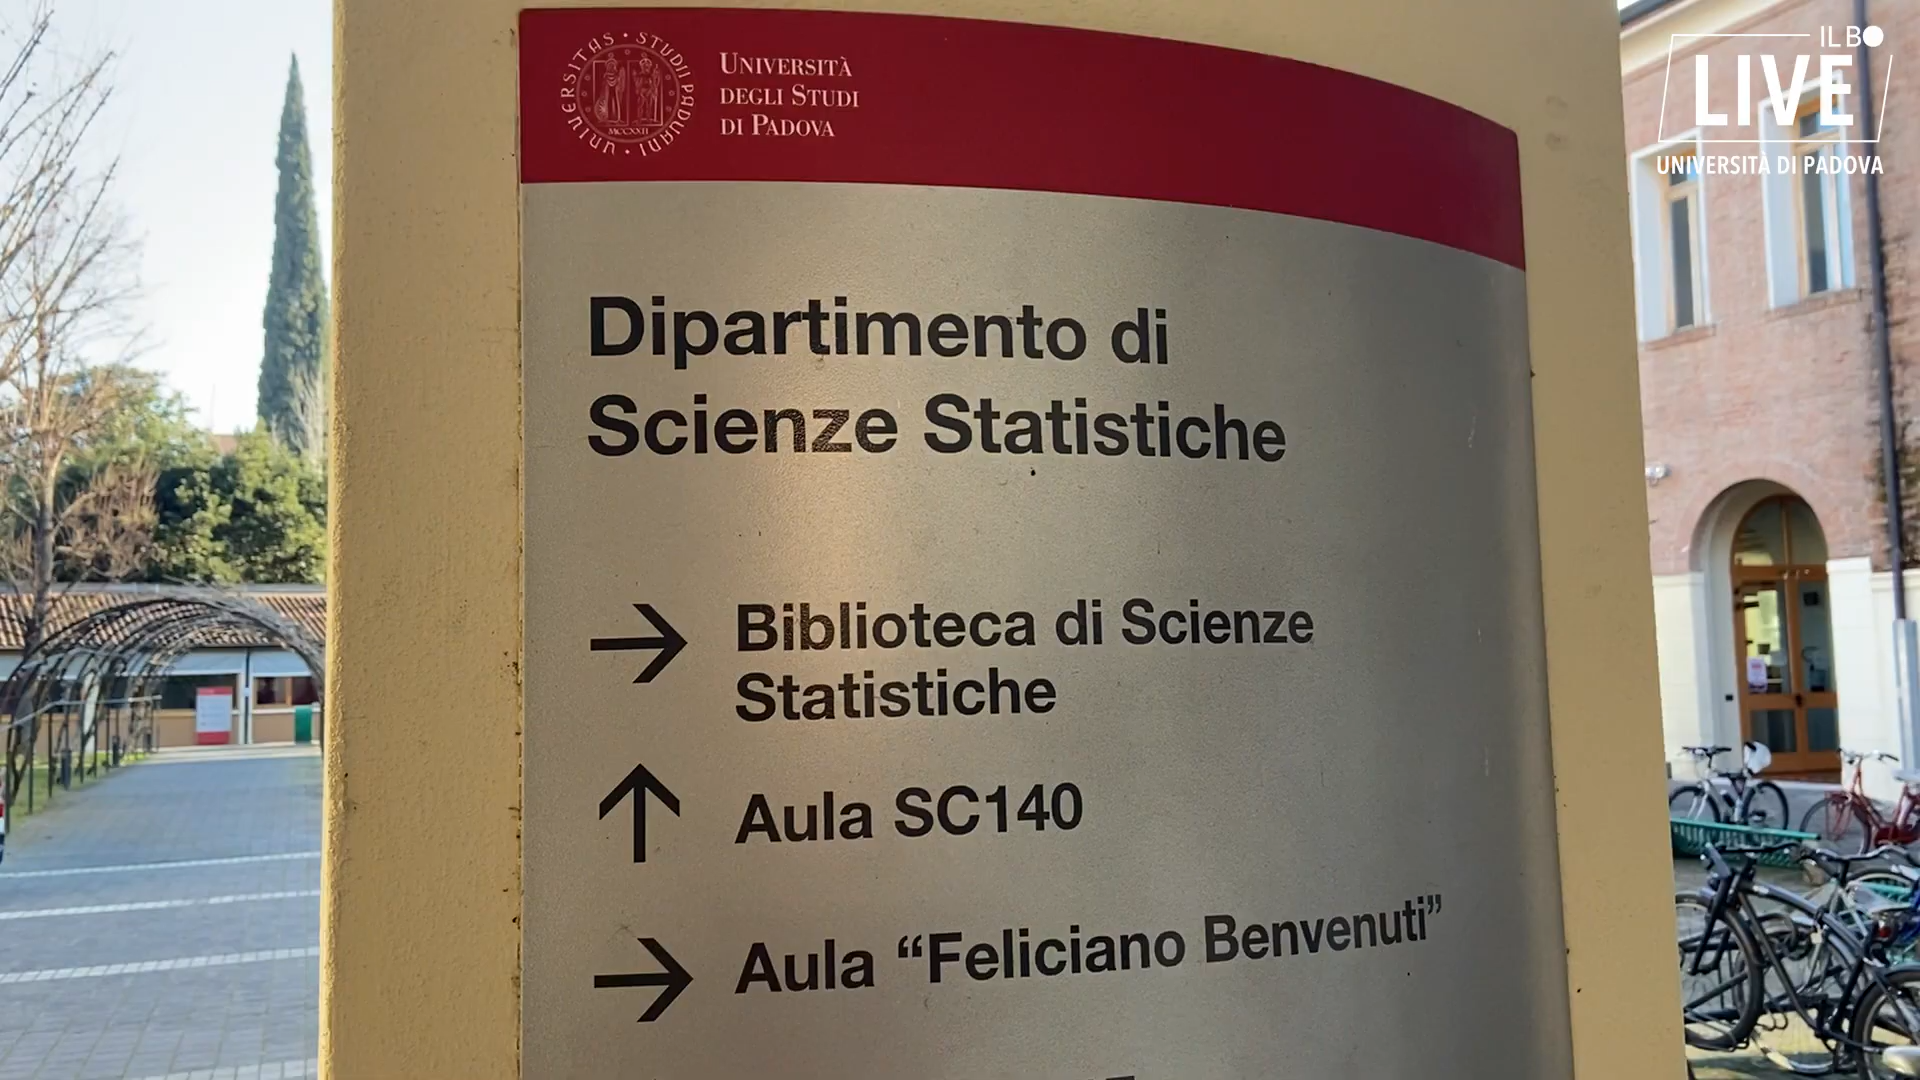 UNIVERSITAS • STUDII PADUANI •
MCCXXII
UNIVERSITÀ
DEGLI STUDI
DI PADOVA
IL BO
LIVE
UNIVERSITÀ DI PADOVA
Dipartimento di
Scienze Statistiche
→ Biblioteca di Scienze
Statistiche
↑ Aula SC140
→ Aula “Feliciano Benvenuti”